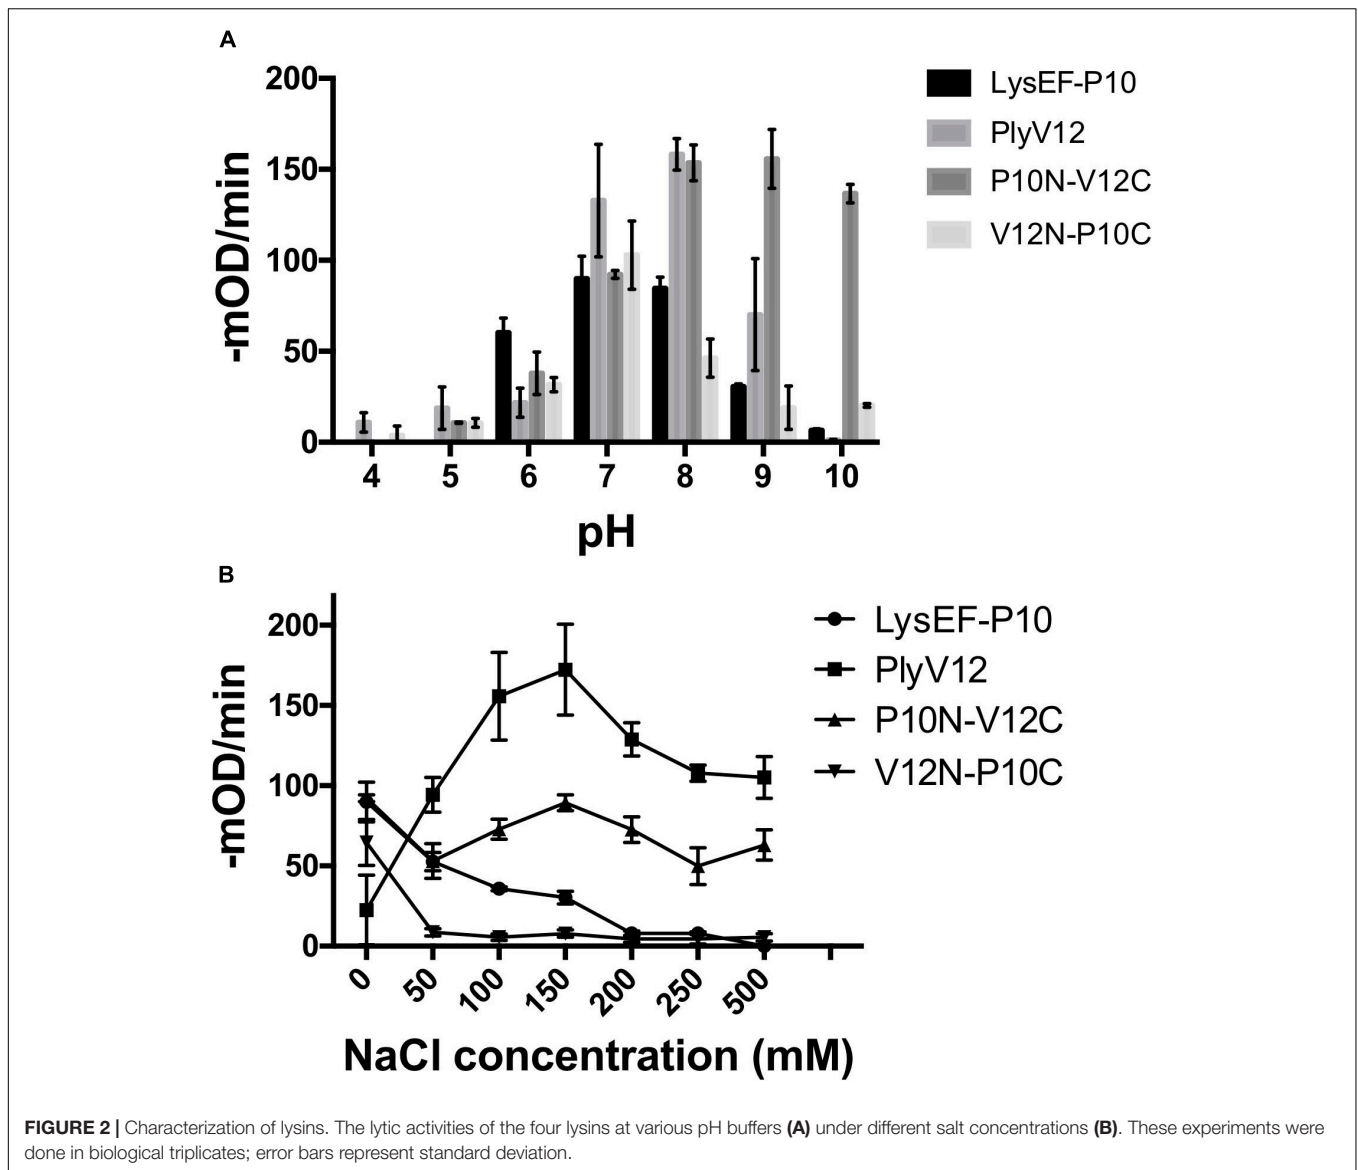 A
200
150
100
50
0
-mOD/min
4 5 6 7 8 9 10
pH
LysEF-P10
PlyV12
P10N-V12C
V12N-P10C
B
200
150
100
50
0
-mOD/min
0 50 100 150 200 250 500
NaCl concentration (mM)
LysEF-P10
PlyV12
P10N-V12C
V12N-P10C
FIGURE 2 | Characterization of lysins. The lytic activities of the four lysins at various pH buffers (A) under different salt concentrations (B). These experiments were
done in biological triplicates; error bars represent standard deviation.